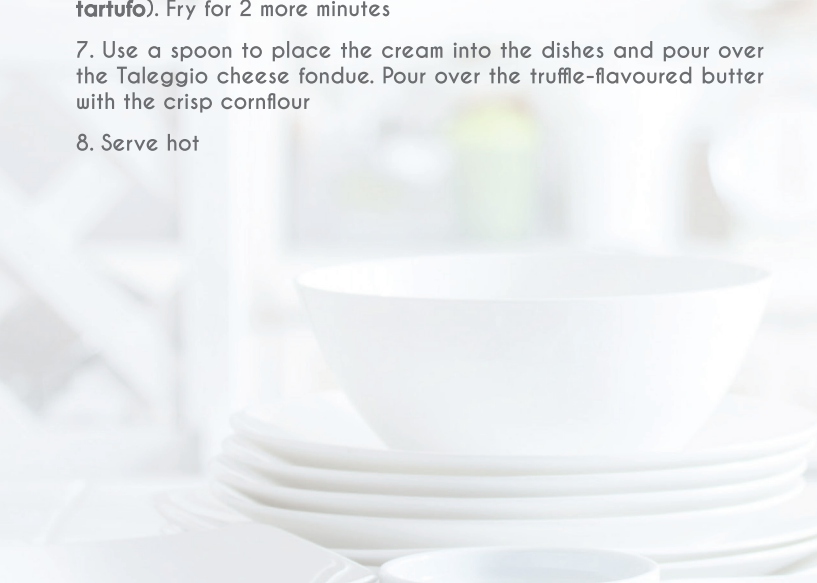 tartufo). Fry for 2 more minutes
7. Use a spoon to place the cream into the dishes and pour over
the Taleggio cheese fondue. Pour over the truffle-flavoured butter
with the crisp cornflour
8. Serve hot